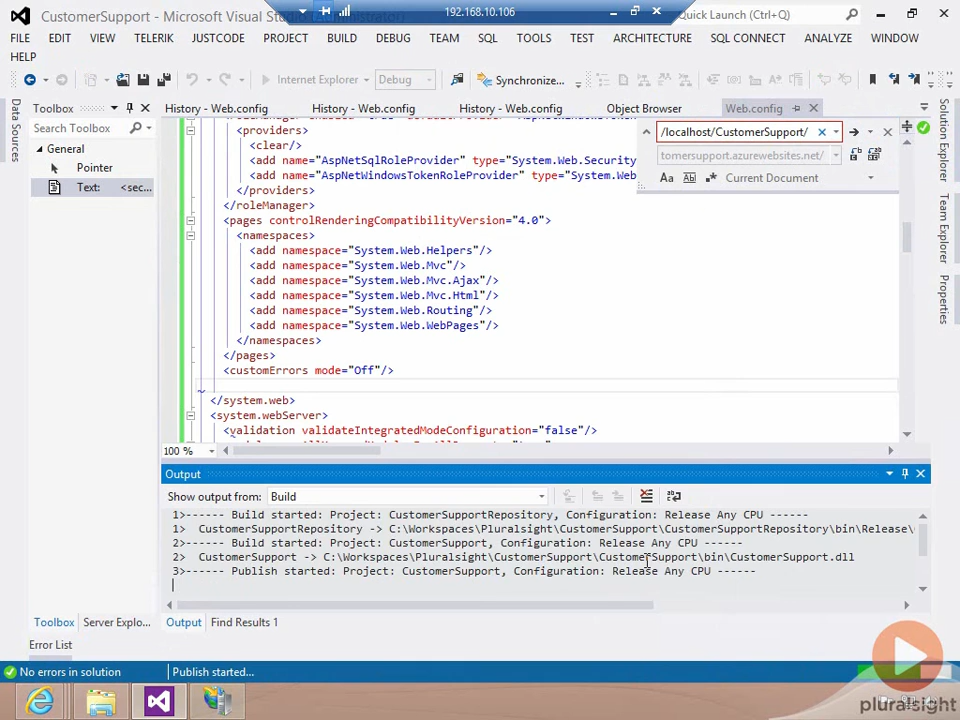 CustomerSupport - Microsoft Visual Studio (Administrator)
192.168.10.106
Quick Launch (Ctrl+Q)
FILE EDIT VIEW TELERIK JUSTCODE PROJECT BUILD DEBUG TEAM SQL TOOLS TEST ARCHITECTURE SQL CONNECT ANALYZE WINDOW
HELP
Internet Explorer
Debug
Synchronize...
Data Sources
Toolbox
Search Toolbox
General
Pointer
Text: <sec...
History - Web.config
History - Web.config
History - Web.config
Object Browser
Web.config
/localhost/CustomerSupport/
tomersupport.azurewebsites.net/
Aa Ab Current Document
<providers>
<clear/>
<add name="AspNetSqlRoleProvider" type="System.Web.Security
<add name="AspNetWindowsTokenRoleProvider" type="System.Web
</providers>
</roleManager>
<pages controlRenderingCompatibilityVersion="4.0">
<namespaces>
<add namespace="System.Web.Helpers"/>
<add namespace="System.Web.Mvc"/>
<add namespace="System.Web.Mvc.Ajax"/>
<add namespace="System.Web.Mvc.Html"/>
<add namespace="System.Web.Routing"/>
<add namespace="System.Web.WebPages"/>
</namespaces>
</pages>
<customErrors mode="Off"/>
</system.web>
<system.webServer>
<validation validateIntegratedModeConfiguration="false"/>
100 %
Solution Explorer
Team Explorer
Properties
Output
Show output from: Build
1>------ Build started: Project: CustomerSupportRepository, Configuration: Release Any CPU ------
1> CustomerSupportRepository -> C:\Workspaces\Pluralsight\CustomerSupport\CustomerSupportRepository\bin\Release\
2>------ Build started: Project: CustomerSupport, Configuration: Release Any CPU ------
2> CustomerSupport -> C:\Workspaces\Pluralsight\CustomerSupport\CustomerSupport\bin\CustomerSupport.dll
3>------ Publish started: Project: CustomerSupport, Configuration: Release Any CPU ------
Toolbox Server Explo...
Output Find Results 1
Error List
No errors in solution
Publish started...
pluralsight